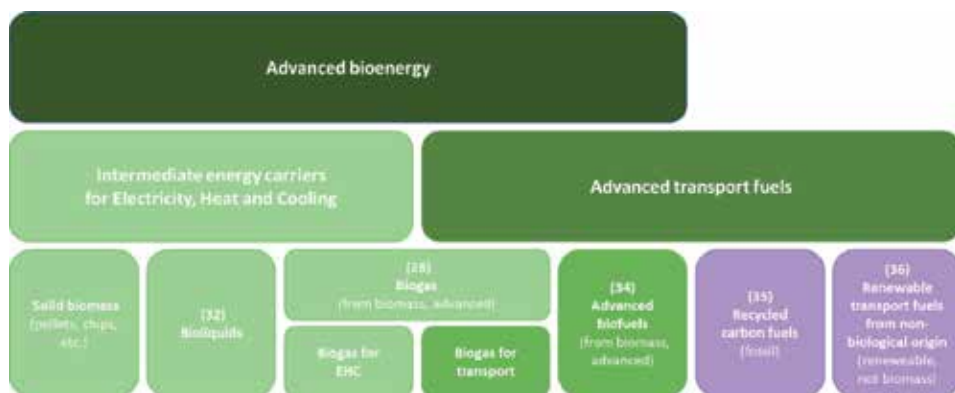 Advanced bioenergy
Intermediate energy carriers
for Electricity, Heat and Cooling
Advanced transport fuels
Solid biomass
(pellets, chips,
etc.)
(32)
Bioliquids
(28)
Biogas
(from biomass, advanced)
Biogas for
EHC
Biogas for
transport
(34)
Advanced
biofuels
(from biomass,
advanced)
(35)
Recycled
carbon fuels
(fossil)
(36)
Renewable
transport fuels
from non-
biological origin
(reneweable,
not biomass)